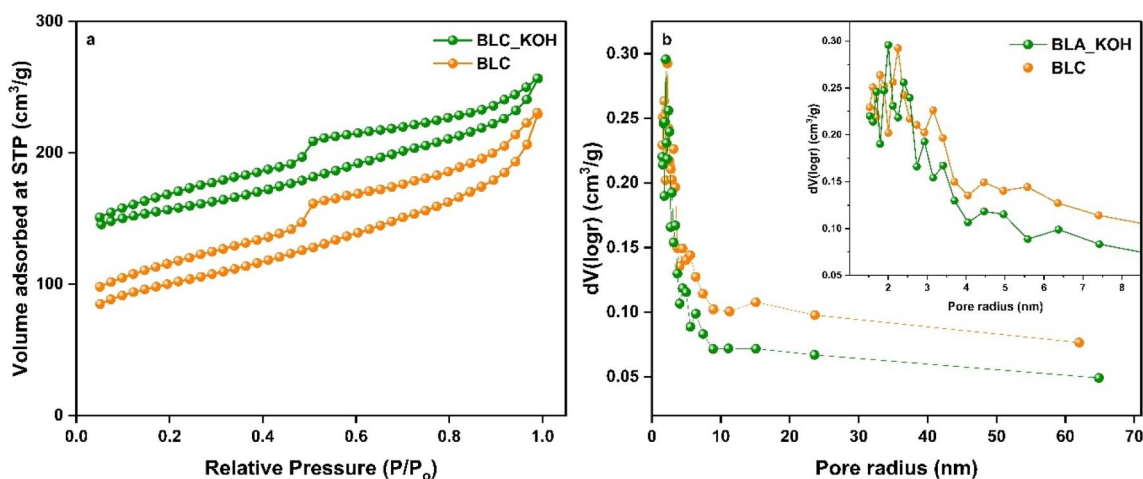 a
BLC_KOH
BLC
300
200
100
0
0.0 0.2 0.4 0.6 0.8 1.0
Volume adsorbed at STP (cm³/g)
Relative Pressure (P/Pₒ)
b
0.30
0.25
0.20
0.15
0.10
0.05
0 10 20 30 40 50 60 70
dV(logr) (cm³/g)
Pore radius (nm)
BLA_KOH
BLC
0.30
0.25
0.20
0.15
0.10
0.05
2 3 4 5 6 7 8
dV(logr) (cm³/g)
Pore radius (nm)